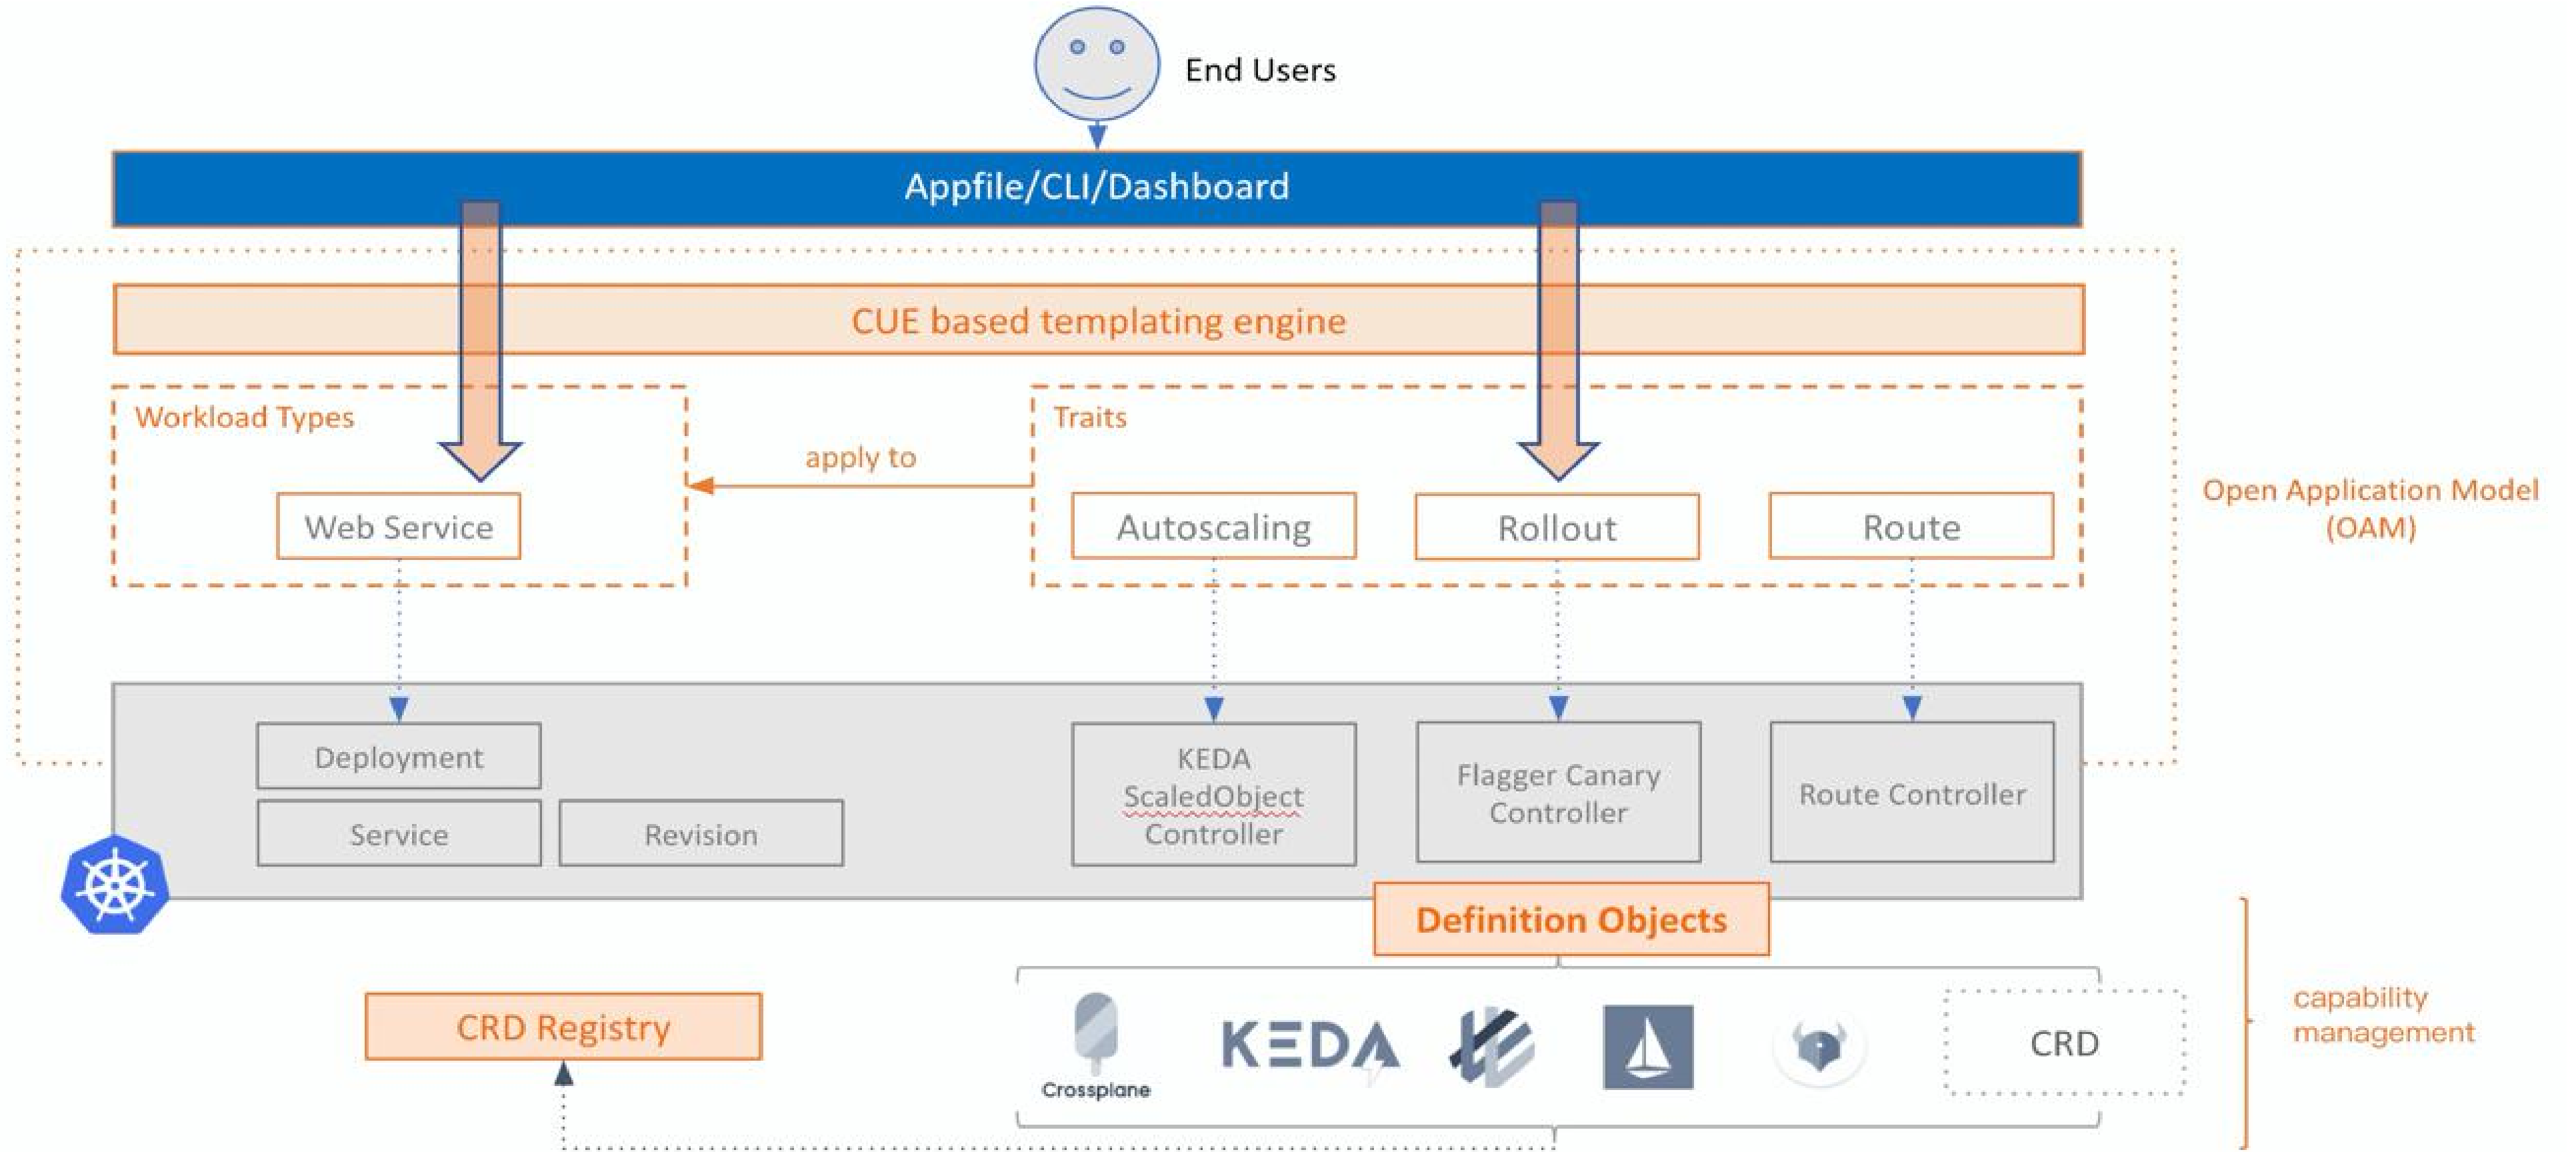 End Users
Appfile/CLI/Dashboard
CUE based templating engine
Workload Types
Traits
apply to
Web Service
Autoscaling
Rollout
Route
Open Application Model
(OAM)
Deployment
Service
Revision
KEDA
ScaledObject
Controller
Flagger Canary
Controller
Route Controller
Definition Objects
CRD Registry
Crossplane
KEDA
CRD
capability
management